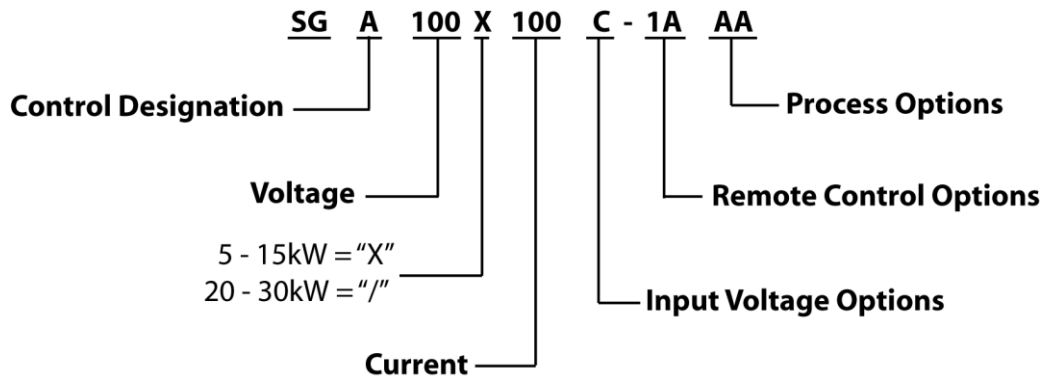 SG A 100 X 100 C - 1A AA
Control Designation
Process Options
Voltage
Remote Control Options
5 - 15kW = “X”
20 - 30kW = “/”
Input Voltage Options
Current